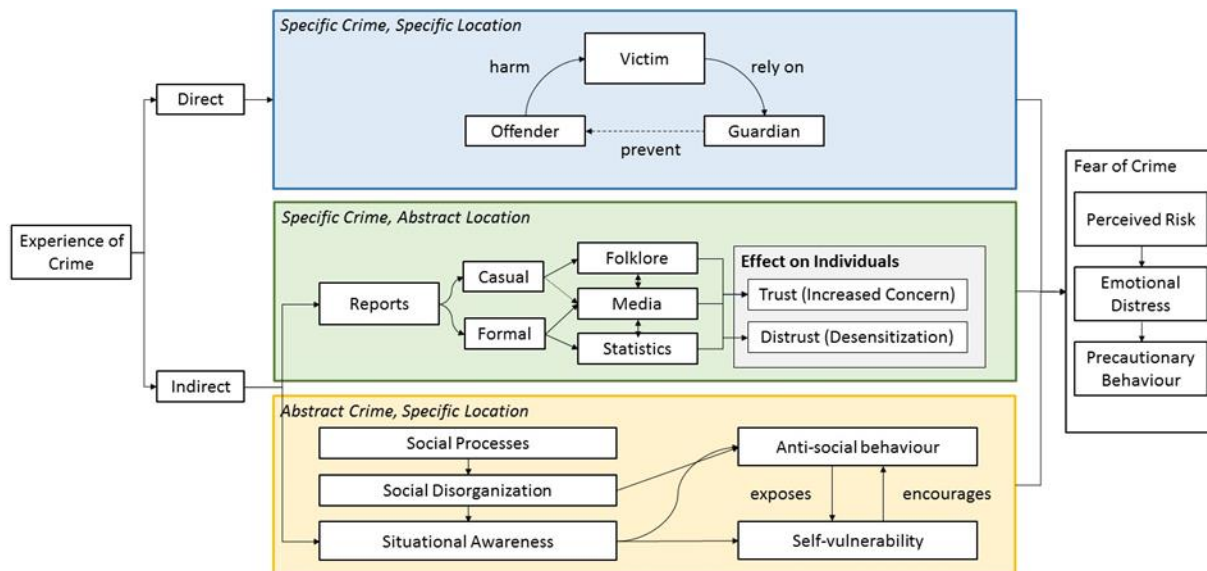 Specific Crime, Specific Location
Victim
harm
rely on
Direct
Offender
Guardian
prevent
Fear of Crime
Perceived Risk
Emotional
Distress
Precautionary
Behaviour
Experience of
Crime
Specific Crime, Abstract Location
Folklore
Effect on Individuals
Casual
Reports
Media
Trust (Increased Concern)
Formal
Statistics
Distrust (Desensitization)
Indirect
Abstract Crime, Specific Location
Social Processes
Anti-social behaviour
Social Disorganization
exposes
encourages
Situational Awareness
Self-vulnerability